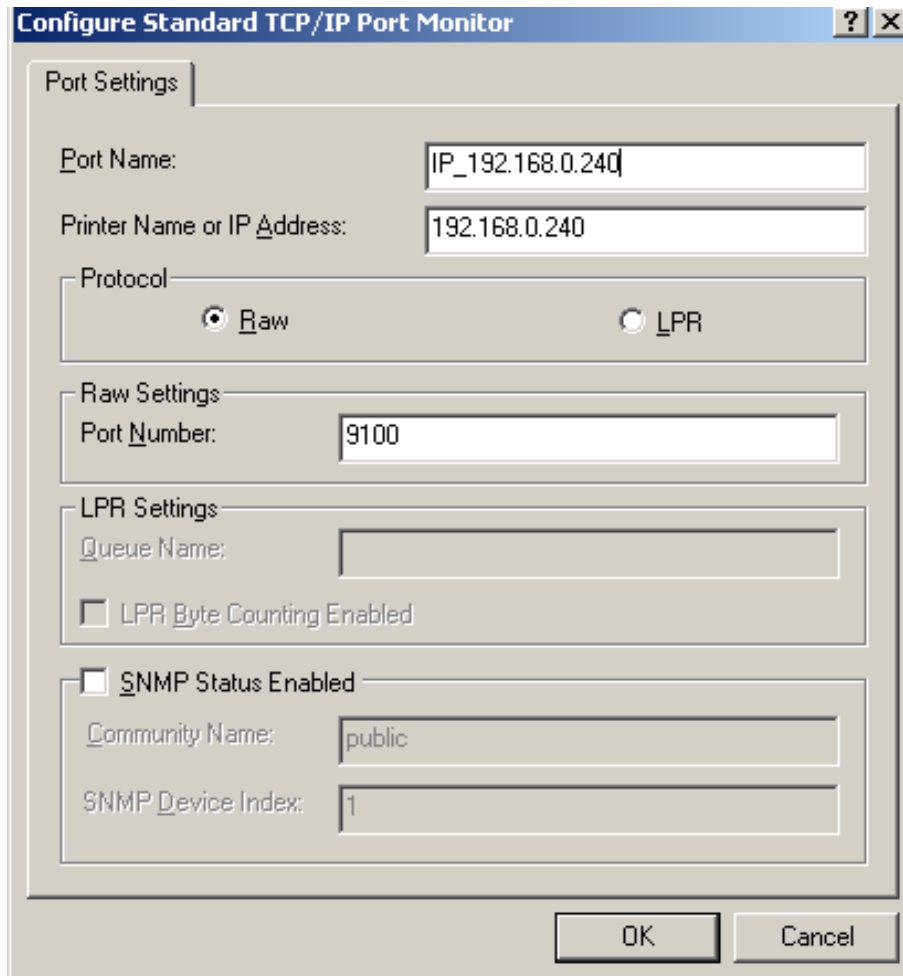 Configure Standard TCP/IP Port Monitor
Port Settings
Port Name: IP_192.168.0.240
Printer Name or IP Address: 192.168.0.240
Protocol
Raw LPR
Raw Settings
Port Number: 9100
LPR Settings
Queue Name:
LPR Byte Counting Enabled
SNMP Status Enabled
Community Name: public
SNMP Device Index: 1
OK Cancel